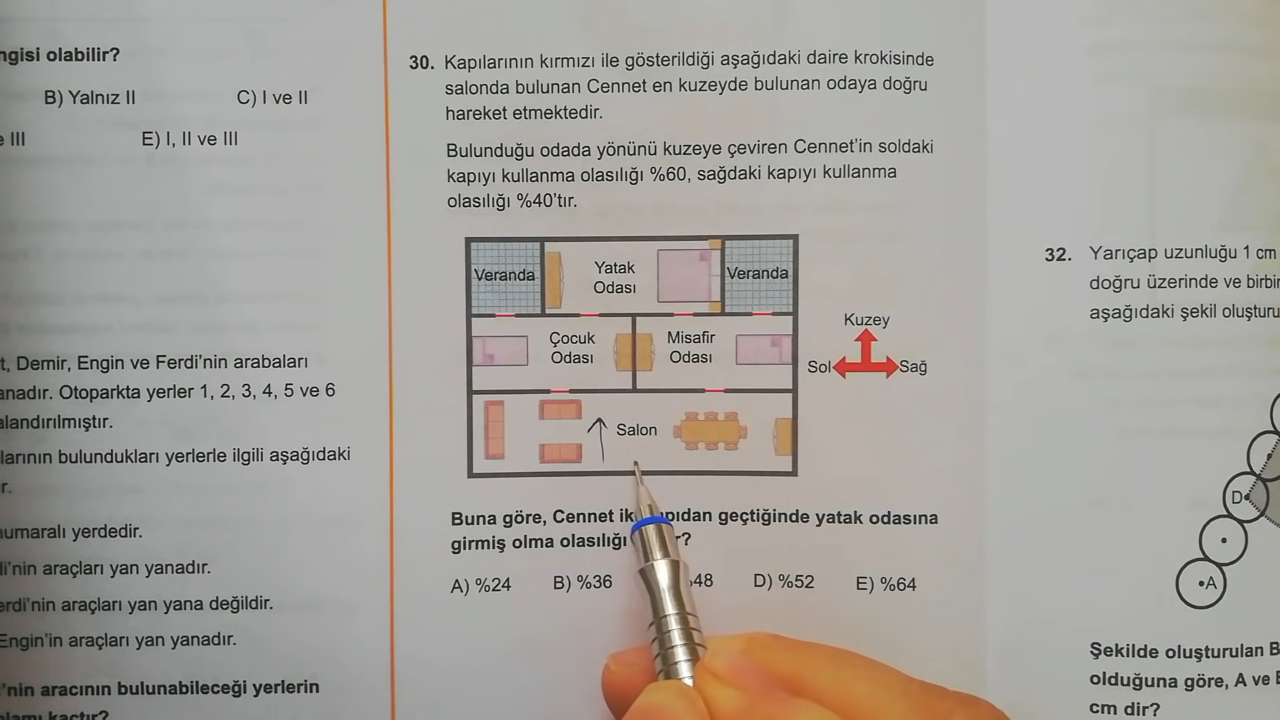 ngisi olabilir?
B) Yalnız II
C) I ve II
e III
E) I, II ve III
t, Demir, Engin ve Ferdi'nin arabaları
anadır. Otoparkta yerler 1, 2, 3, 4, 5 ve 6
alandırılmıştır.
larının bulundukları yerlerle ilgili aşağıdaki
r.
numaralı yerdedir.
di'nin araçları yan yanadır.
erdi'nin araçları yan yana değildir.
Engin'in araçları yan yanadır.
'nin aracının bulunabileceği yerlerin
plamı kaçtır?
30. Kapılarının kırmızı ile gösterildiği aşağıdaki daire krokisinde
salonda bulunan Cennet en kuzeyde bulunan odaya doğru
hareket etmektedir.
Bulunduğu odada yönünü kuzeye çeviren Cennet'in soldaki
kapıyı kullanma olasılığı %60, sağdaki kapıyı kullanma
olasılığı %40'tır.
Veranda
Yatak
Odası
Veranda
Çocuk
Odası
Misafir
Odası
Salon
Kuzey
Sol
Sağ
Buna göre, Cennet ik pıdan geçtiğinde yatak odasına
girmiş olma olasılığı r?
A) %24
B) %36
48
D) %52
E) %64
32. Yarıçap uzunluğu 1 cm
doğru üzerinde ve birbir
aşağıdaki şekil oluşturu
D
A
Şekilde oluşturulan B
olduğuna göre, A ve E
cm dir?